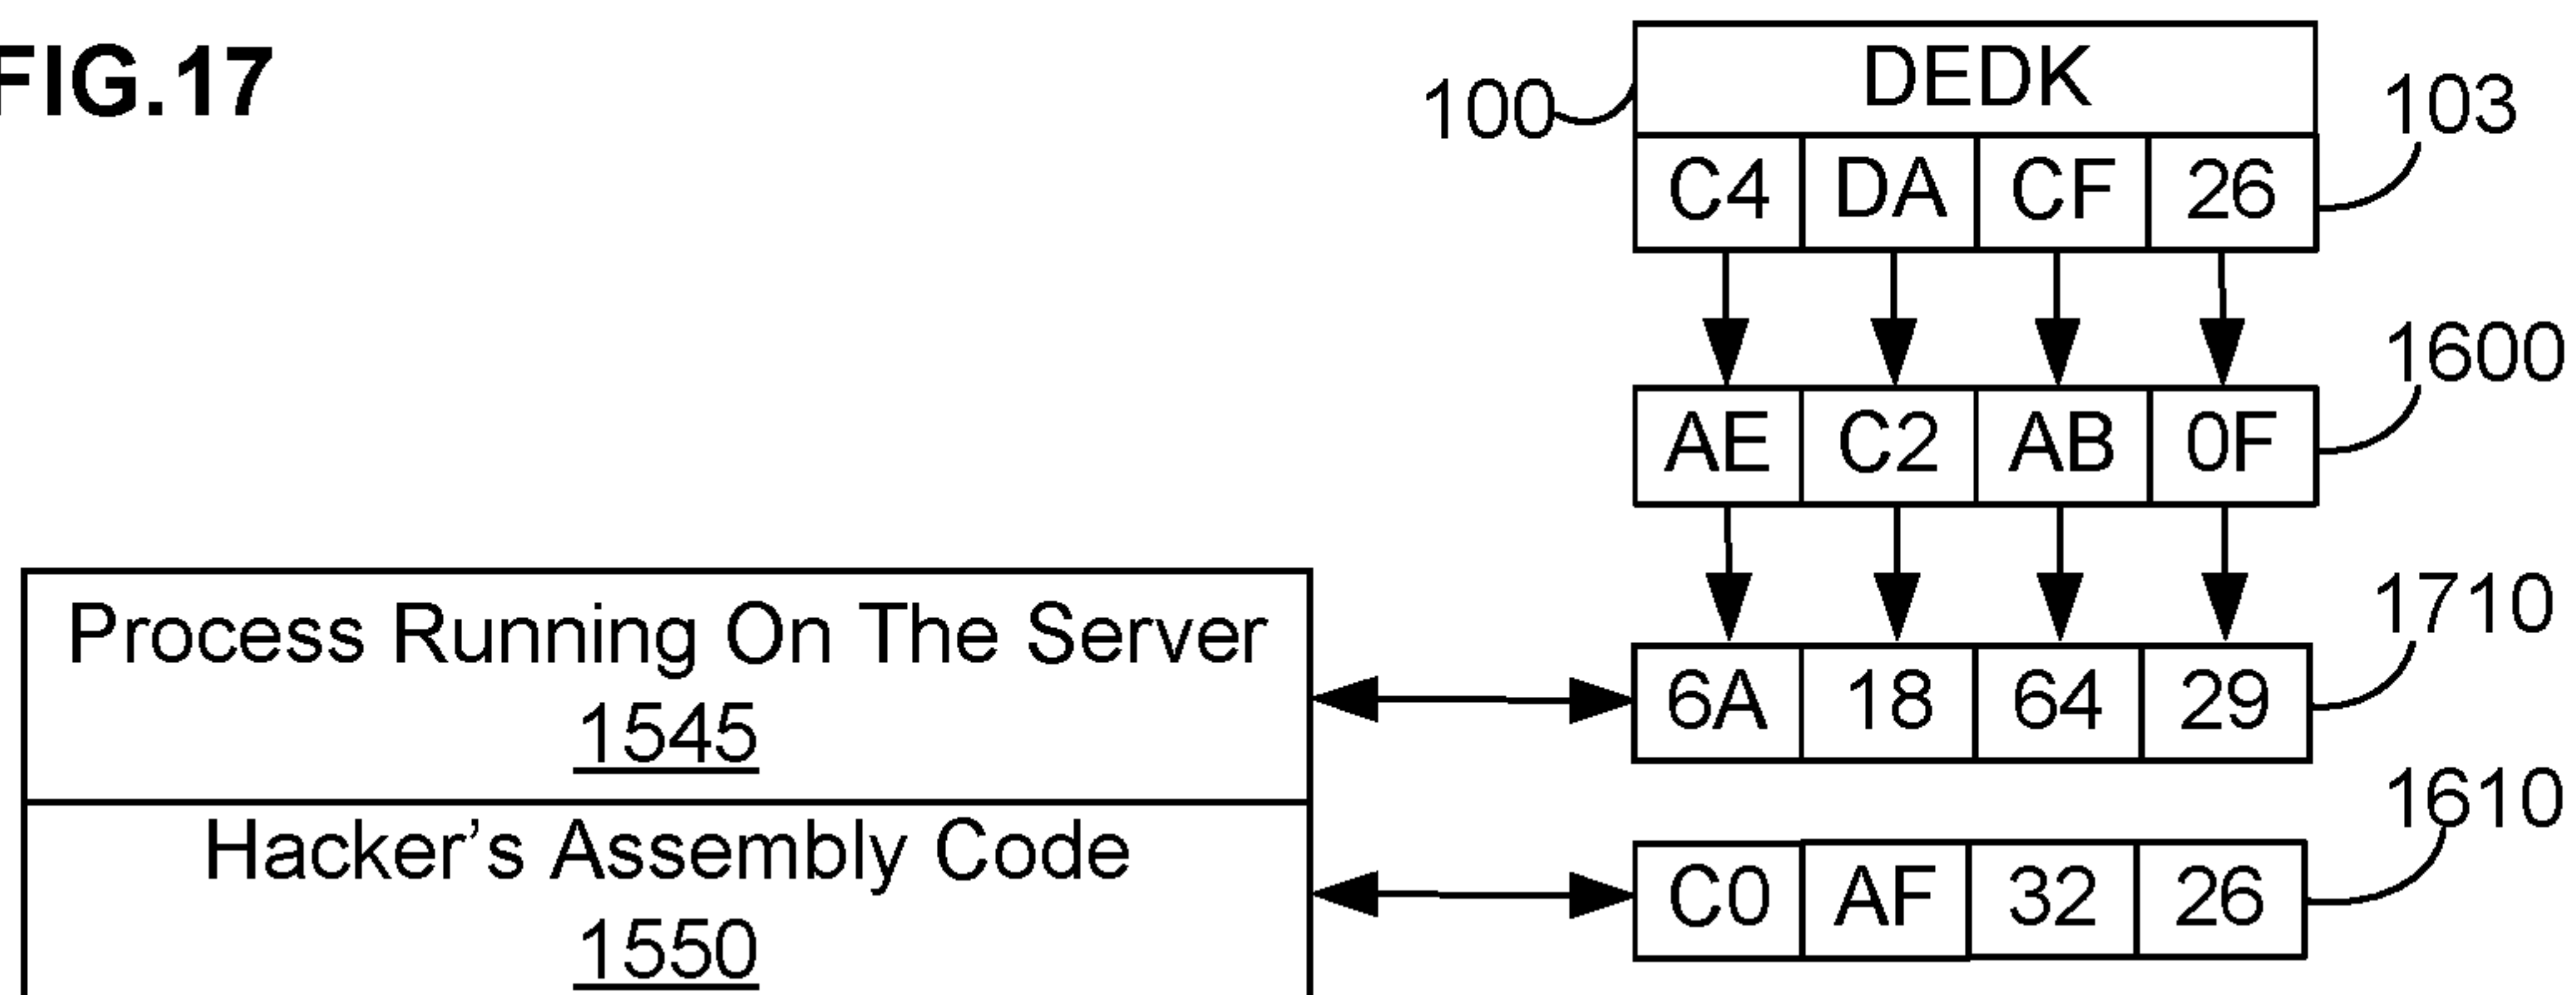 FIG.17
DEDK
100
103
C4 DA CF 26
1600
AE C2 AB 0F
1710
Process Running On The Server
1545
6A 18 64 29
1610
Hacker's Assembly Code
1550
C0 AF 32 26